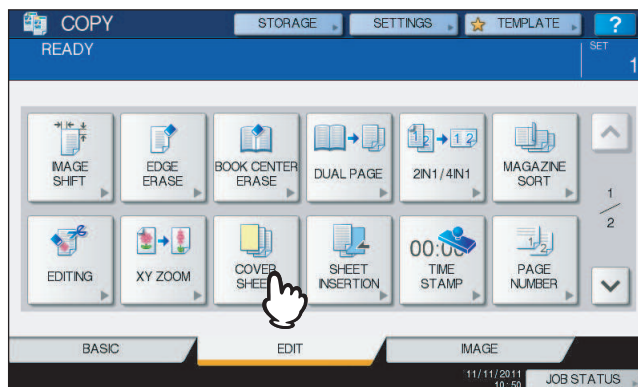 COPY STORAGE SETTINGS TEMPLATE ?
READY SET
1
IMAGE
SHIFT
EDGE
ERASE
BOOK CENTER
ERASE
DUAL PAGE
2IN1/4IN1
MAGAZINE
SORT
1
2
EDITING
XY ZOOM
COVER
SHEET
SHEET
INSERTION
00:00
TIME
STAMP
PAGE
NUMBER
BASIC EDIT IMAGE
11/11/2011
10:50
JOB STATUS